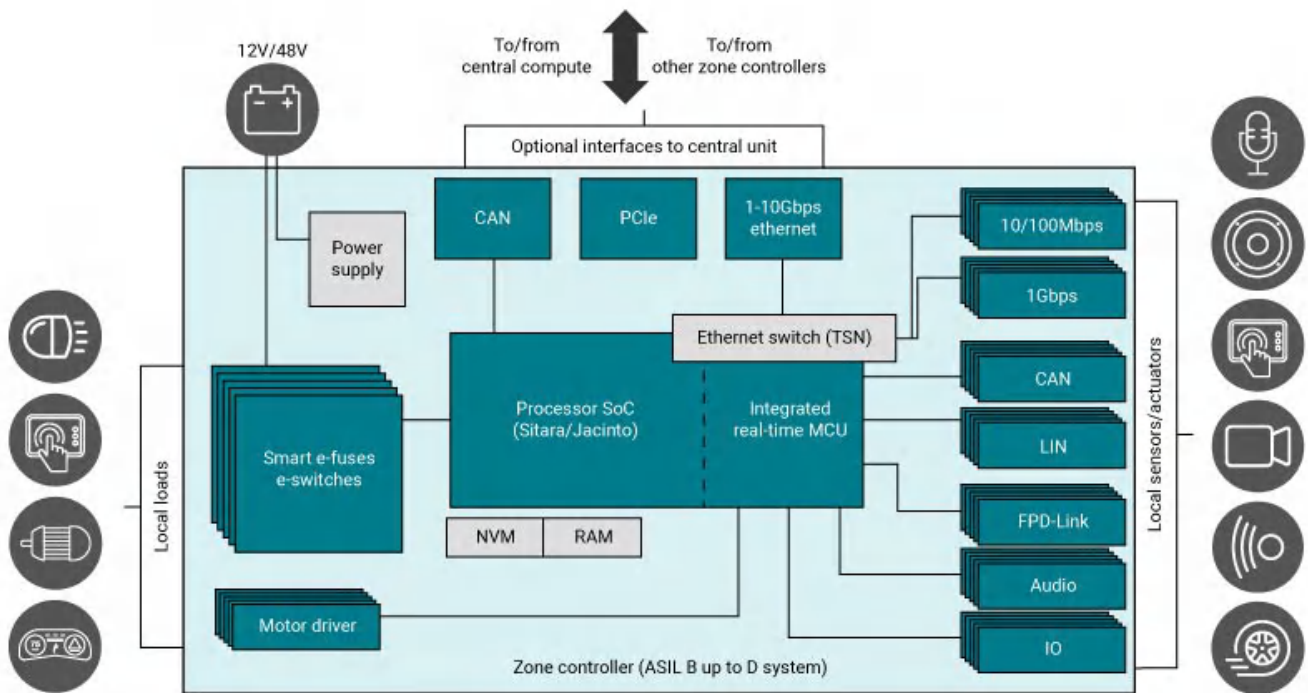 12V/48V
To/from
central compute
To/from
other zone controllers
Optional interfaces to central unit
CAN
PCIe
1-10Gbps
ethernet
Power
supply
10/100Mbps
1Gbps
Ethernet switch (TSN)
Processor SoC
(Sitara/Jacinto)
Integrated
real-time MCU
CAN
LIN
FPD-Link
Audio
IO
Smart e-fuses
e-switches
NVM
RAM
Motor driver
Local loads
Local sensors/actuators
Zone controller (ASIL B up to D system)